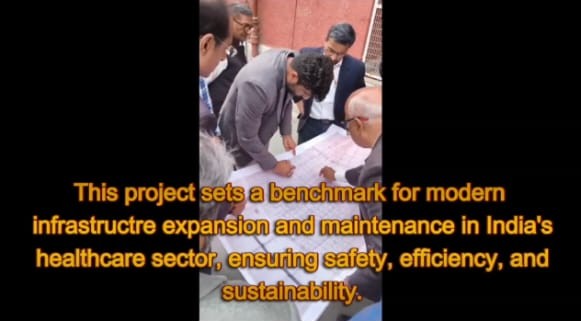 This project sets a benchmark for modern
infrastructre expansion and maintenance in India's
healthcare sector, ensuring safety, efficiency, and
sustainability.